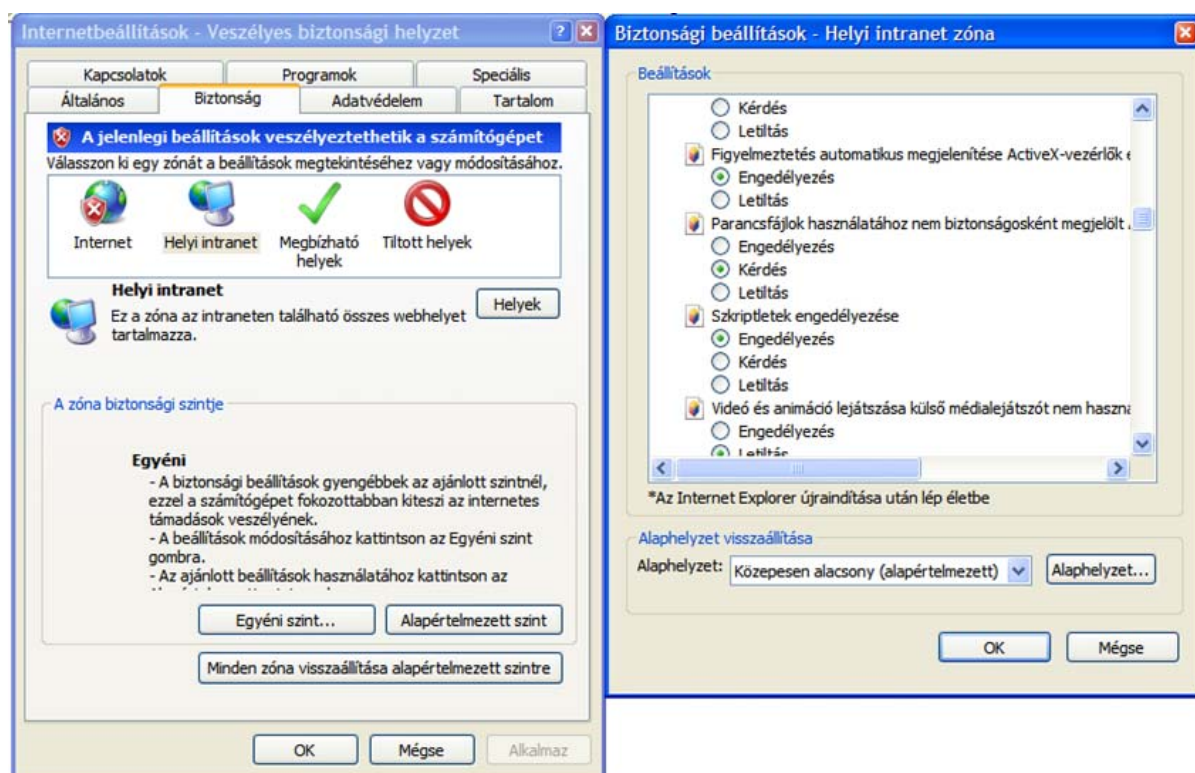 Internetbeállítások - Veszélyes biztonsági helyzet
Kapcsolatok Programok Speciális
Általános Biztonság Adatvédelem Tartalom
A jelenlegi beállítások veszélyeztethetik a számítógépet
Válasszon ki egy zónát a beállítások megtekintéséhez vagy módosításához.
Internet Helyi intranet Megbízható helyek Tiltott helyek
Helyi intranet
Ez a zóna az intraneten található összes webhelyet
tartalmazza.
Helyek
A zóna biztonsági szintje
Egyéni
- A biztonsági beállítások gyengébbek az ajánlott szintnél,
ezzel a számítógépet fokozottabban kiteszi az internetes
támadások veszélyének.
- A beállítások módosításához kattintson az Egyéni szint
gombra.
- Az ajánlott beállítások használatához kattintson az
Egyéni szint... Alapértelmezett szint
Minden zóna visszaállítása alapértelmezett szintre
OK Mégse Alkalmaz
Biztonsági beállítások - Helyi intranet zóna
Beállítások
Kérdés
Letiltás
Figyelmeztetés automatikus megjelenítése ActiveX-vezérlők
Engedélyezés
Letiltás
Parancsfájlok használatához nem biztonságosként megjelölt
Engedélyezés
Kérdés
Letiltás
Szkriptletek engedélyezése
Engedélyezés
Kérdés
Letiltás
Videó és animáció lejátszása külső médialejátszót nem
Engedélyezés
Letiltás
*Az Internet Explorer újraindítása után lép életbe
Alaphelyzet visszaállítása
Alaphelyzet: Közepesen alacsony (alapértelmezett) Alaphelyzet...
OK Mégse